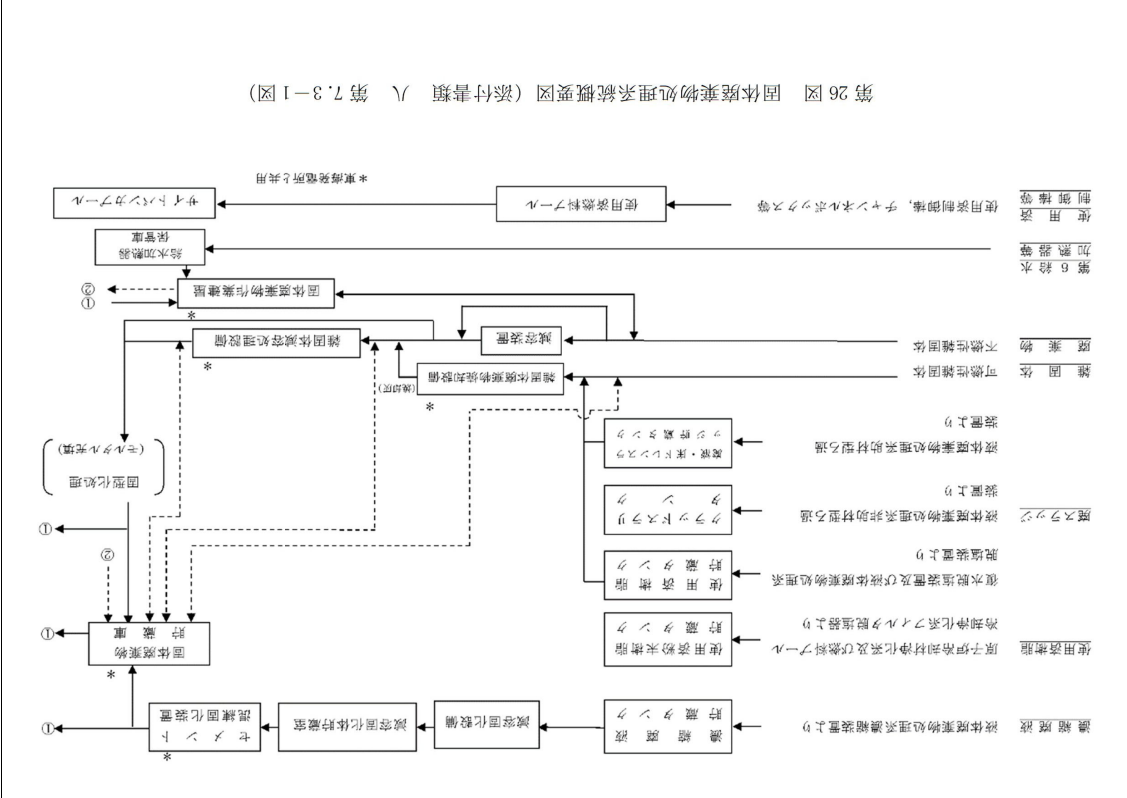 濃縮廃液
液体廃棄物処理系濃縮装置より
濃縮廃液
貯蔵タンク
減容固化設備
減容固化体貯蔵室
*
セメント
混練固化装置
①
使用済樹脂
原子炉冷却材浄化系及び燃料プール
冷却浄化系フィルタ脱塩器より
使用済粉末樹脂
貯蔵タンク
*
固体廃棄物
貯蔵庫
①
復水脱塩装置及び液体廃棄物処理系
脱塩装置より
使用済樹脂
貯蔵タンク
②
廃スラッジ
液体廃棄物処理系非助材型ろ過
装置より
クラッドスラリ
タンク
①
液体廃棄物処理系助材型ろ過
装置より
廃液・床ドレンスラ
ッジ貯蔵タンク
固型化処理
(モルタル充填)
雑固体
廃棄物
可燃性雑固体
*
雑固体廃棄物焼却設備
(焼却灰)
不燃性雑固体
減容装置
*
雑固体減容処理設備
*
固体廃棄物作業建屋
①
②
第6給水
加熱器等
給水加熱器
保管庫
使用済
制御棒等
使用済制御棒,チャンネルボックス等
使用済燃料プール
サイトバンカプール
*東海発電所と共用
第 26 図 固体廃棄物処理系統概要図(添付書類 八 第 7.3-1 図)